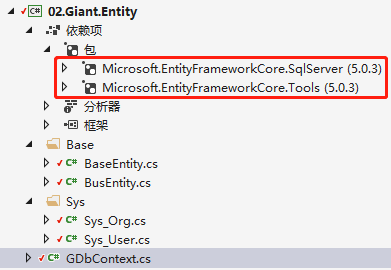 02.Giant.Entity
依赖项
包
Microsoft.EntityFrameworkCore.SqlServer (5.0.3)
Microsoft.EntityFrameworkCore.Tools (5.0.3)
分析器
框架
Base
C# BaseEntity.cs
C# BusEntity.cs
Sys
C# Sys_Org.cs
C# Sys_User.cs
C# GDbContext.cs